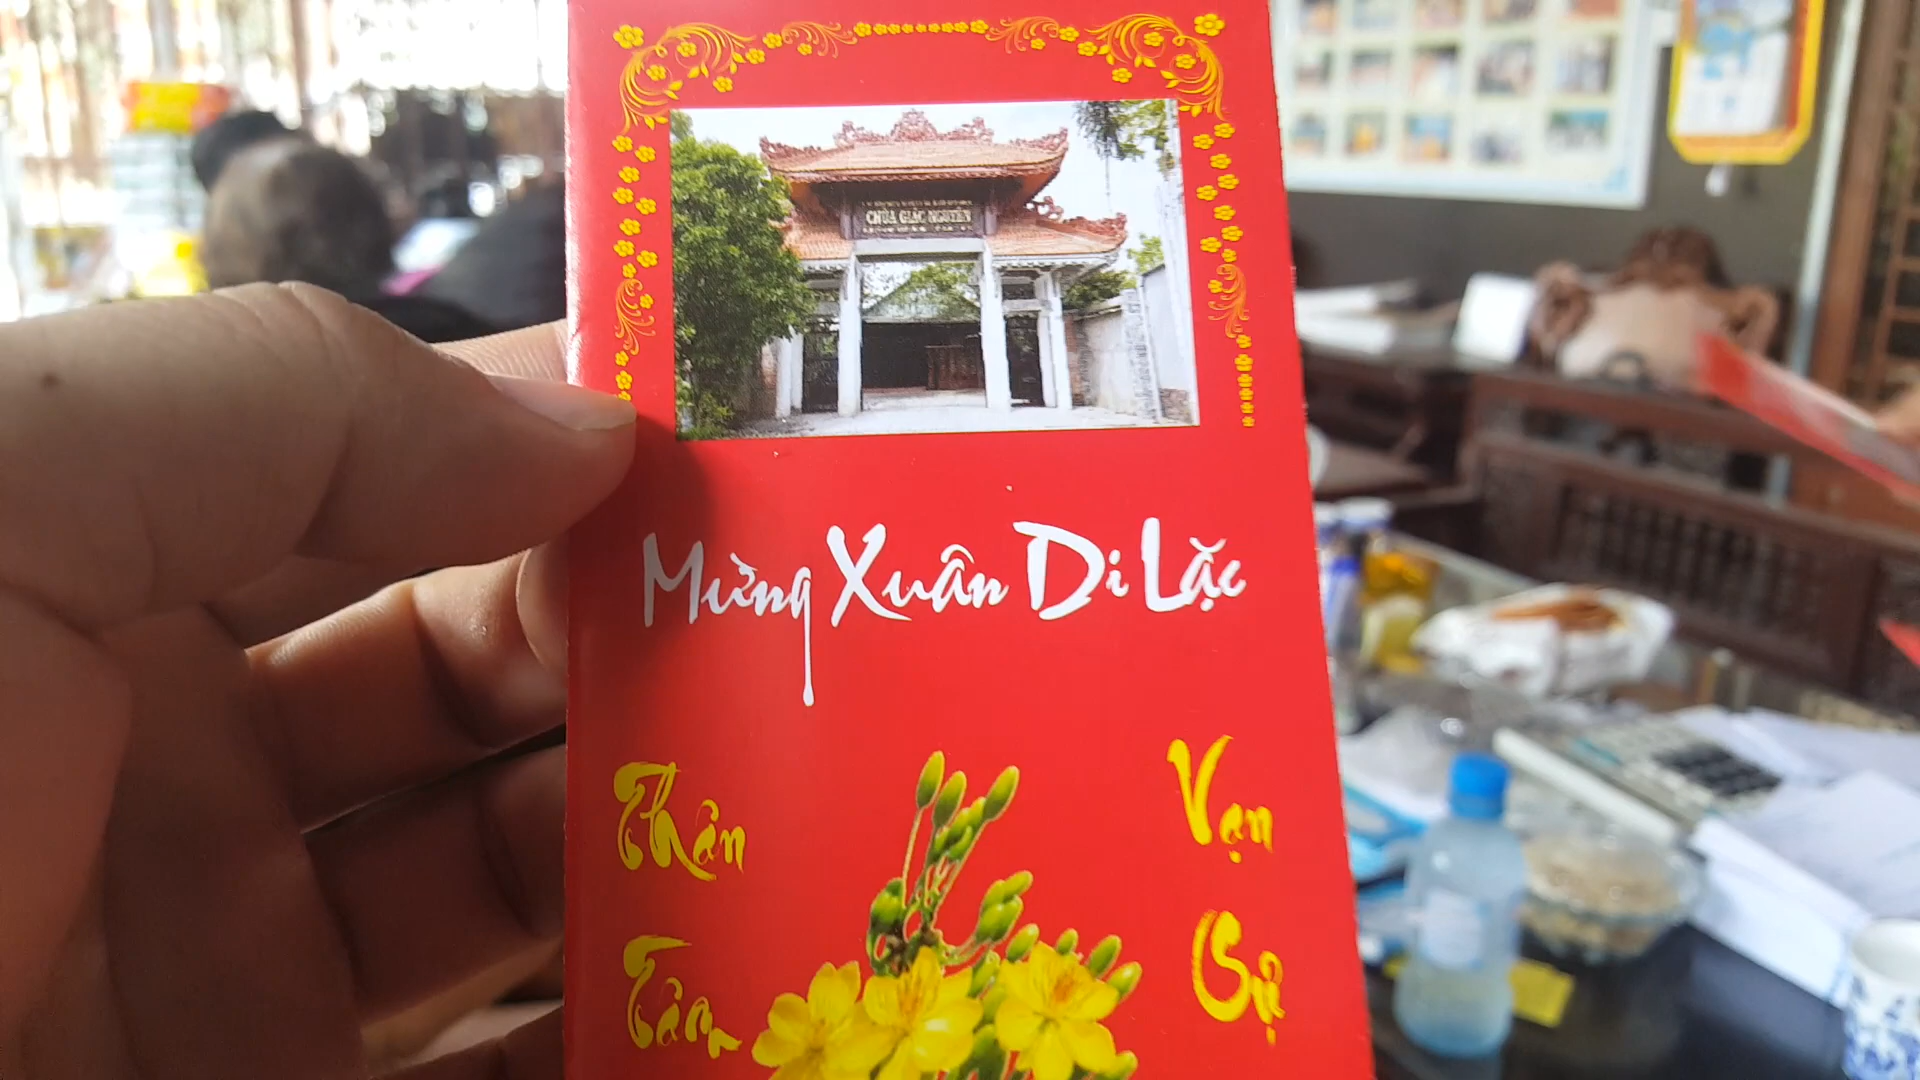 CHÙA GIÁC NGUYÊN
Mừng Xuân Di Lặc
Thân
Tâm
Vạn
Sự